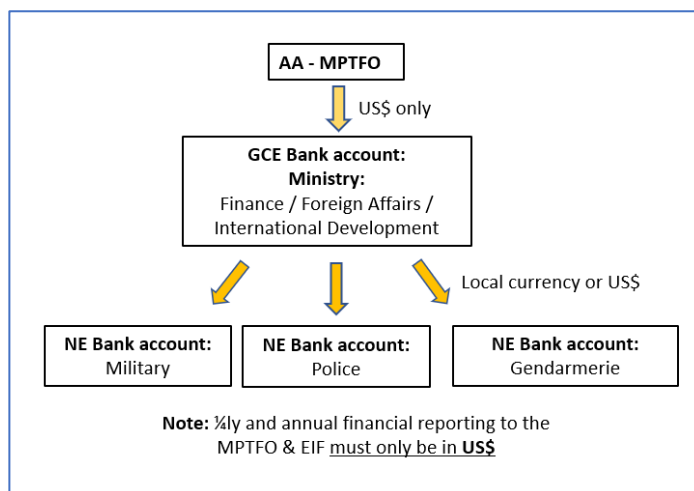 AA - MPTFO
US$ only
GCE Bank account:
Ministry:
Finance / Foreign Affairs /
International Development
Local currency or US$
NE Bank account:
Military
NE Bank account:
Police
NE Bank account:
Gendarmerie
Note: ¼ly and annual financial reporting to the
MPTFO & EIF must only be in US$